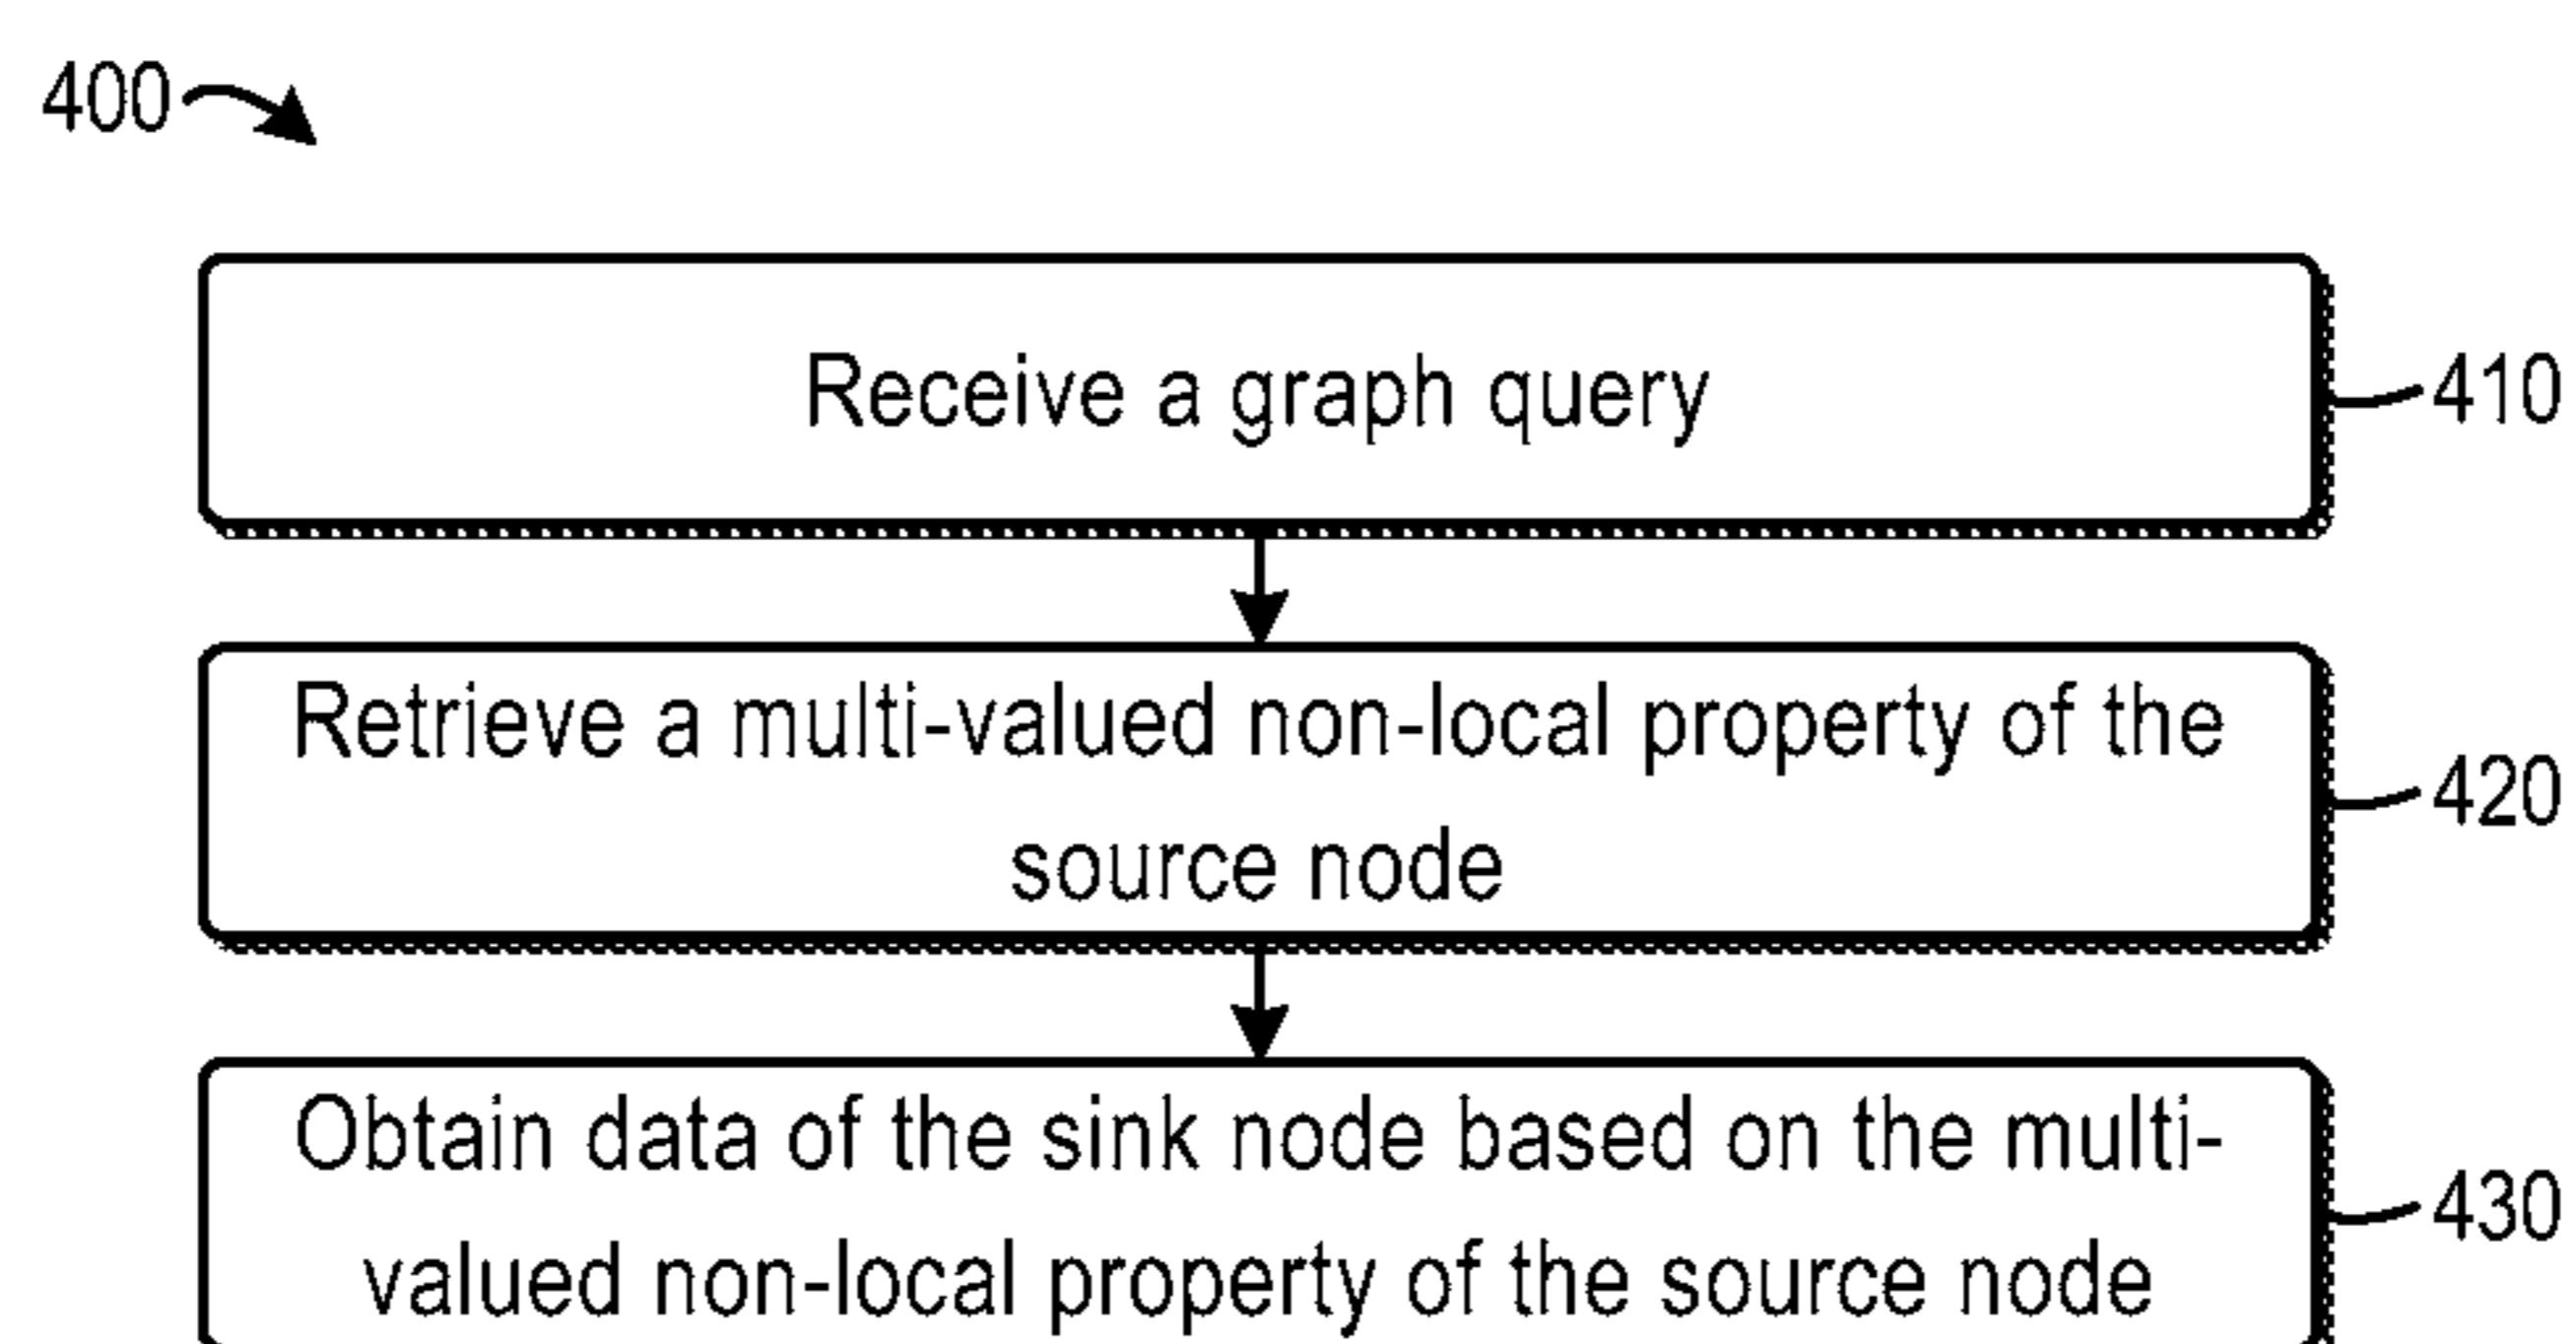 400
Receive a graph query
410
Retrieve a multi-valued non-local property of the
source node
420
Obtain data of the sink node based on the multi-
valued non-local property of the source node
430